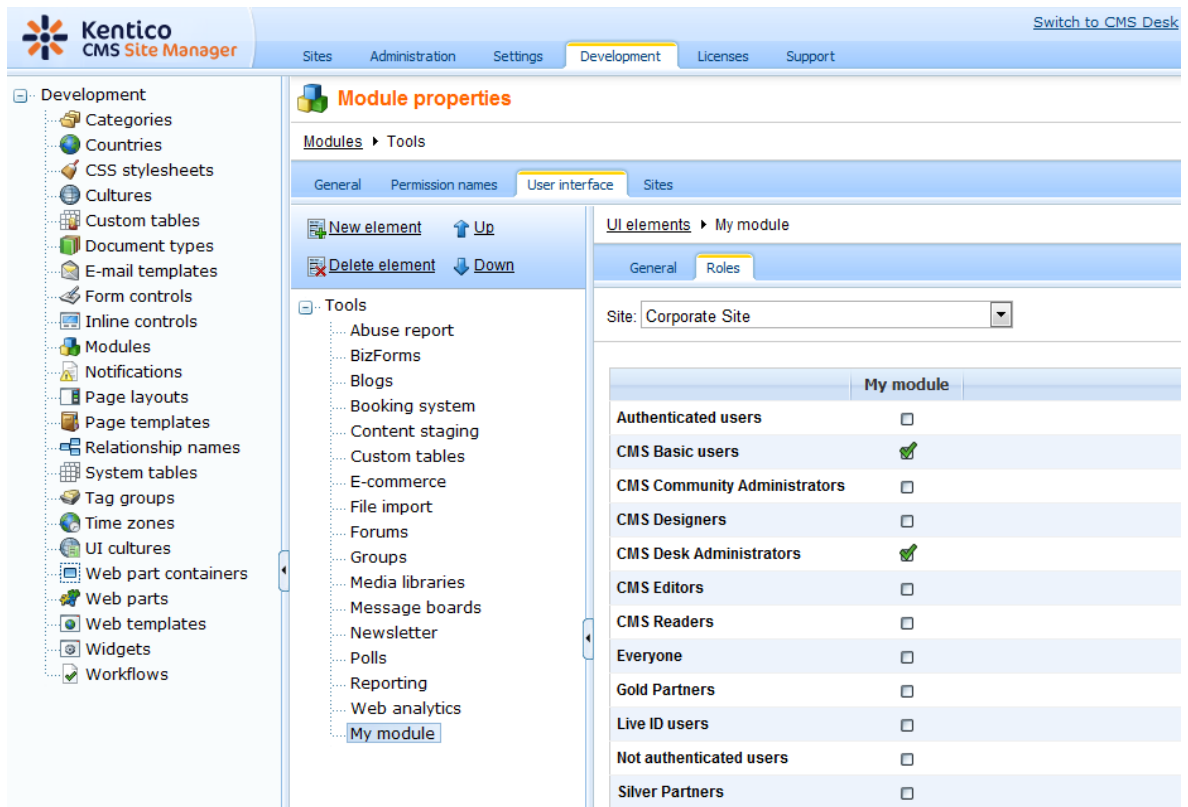 Kentico
CMS Site Manager
Switch to CMS Desk
Sites Administration Settings Development Licenses Support
Development
Categories
Countries
CSS stylesheets
Cultures
Custom tables
Document types
E-mail templates
Form controls
Inline controls
Modules
Notifications
Page layouts
Page templates
Relationship names
System tables
Tag groups
Time zones
UI cultures
Web part containers
Web parts
Web templates
Widgets
Workflows
Module properties
Modules Tools
General Permission names User interface Sites
New element Up
Delete element Down
Tools
Abuse report
BizForms
Blogs
Booking system
Content staging
Custom tables
E-commerce
File import
Forums
Groups
Media libraries
Message boards
Newsletter
Polls
Reporting
Web analytics
My module
UI elements My module
General Roles
Site: Corporate Site
My module
Authenticated users
CMS Basic users
CMS Community Administrators
CMS Designers
CMS Desk Administrators
CMS Editors
CMS Readers
Everyone
Gold Partners
Live ID users
Not authenticated users
Silver Partners